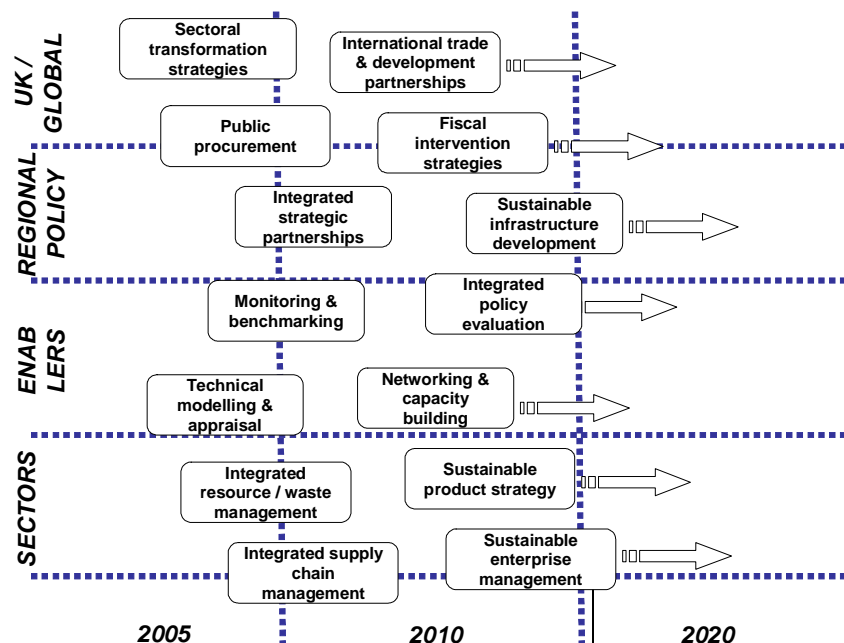 UK /
GLOBAL
Sectoral
transformation
strategies
International trade
& development
partnerships
Public
procurement
Fiscal
intervention
strategies
REGIONAL
POLICY
Integrated
strategic
partnerships
Sustainable
infrastructure
development
ENAB
LERS
Monitoring &
benchmarking
Integrated
policy
evaluation
Technical
modelling &
appraisal
Networking &
capacity
building
SECTORS
Integrated
resource / waste
management
Sustainable
product strategy
Integrated supply
chain
management
Sustainable
enterprise
management
2005
2010
2020